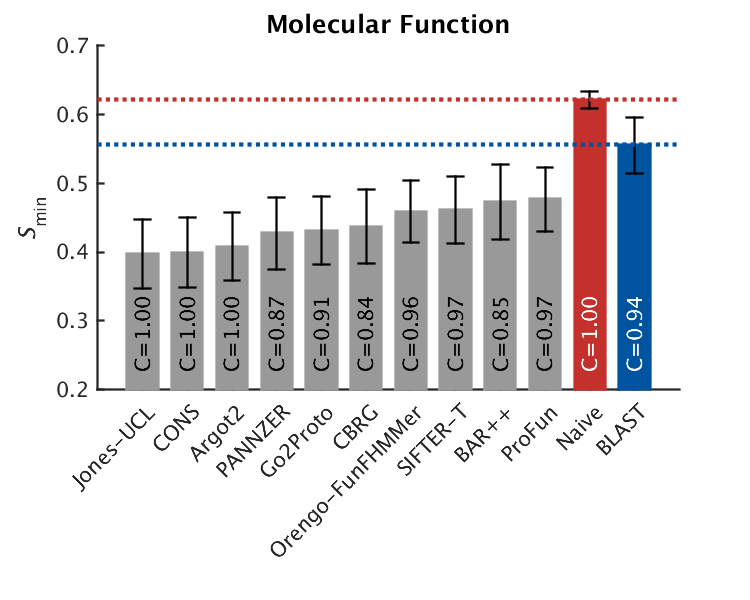 Molecular Function
0.7
0.6
0.5
0.4
0.3
0.2
Smin
C=1.00
C=1.00
C=1.00
C=0.87
C=0.91
C=0.84
C=0.96
C=0.97
C=0.85
C=0.97
C=1.00
C=0.94
Jones-UCL
CONS
Argot2
PANNZER
Go2Proto
CBRG
Orengo-FunFHMMer
SIFTER-T
BAR++
ProFun
Naive
BLAST